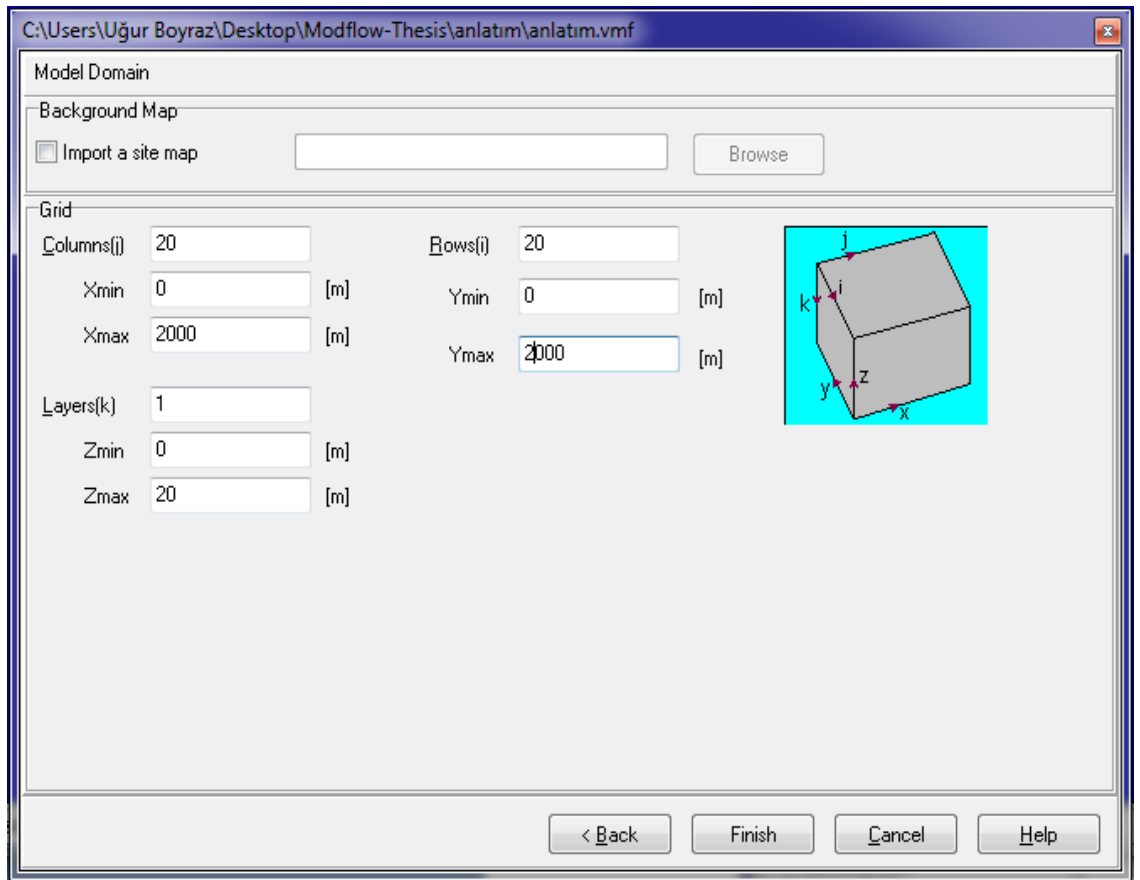 C:\Users\Uğur Boyraz\Desktop\Modflow-Thesis\anlatım\anlatım.vmf
Model Domain
Background Map
Import a site map Browse
Grid
Columns(j) 20 Rows(i) 20
Xmin 0 [m] Ymin 0 [m]
Xmax 2000 [m] Ymax 2000 [m]
Layers(k) 1
Zmin 0 [m]
Zmax 20 [m]
j
k i
y z
x
< Back Finish Cancel Help